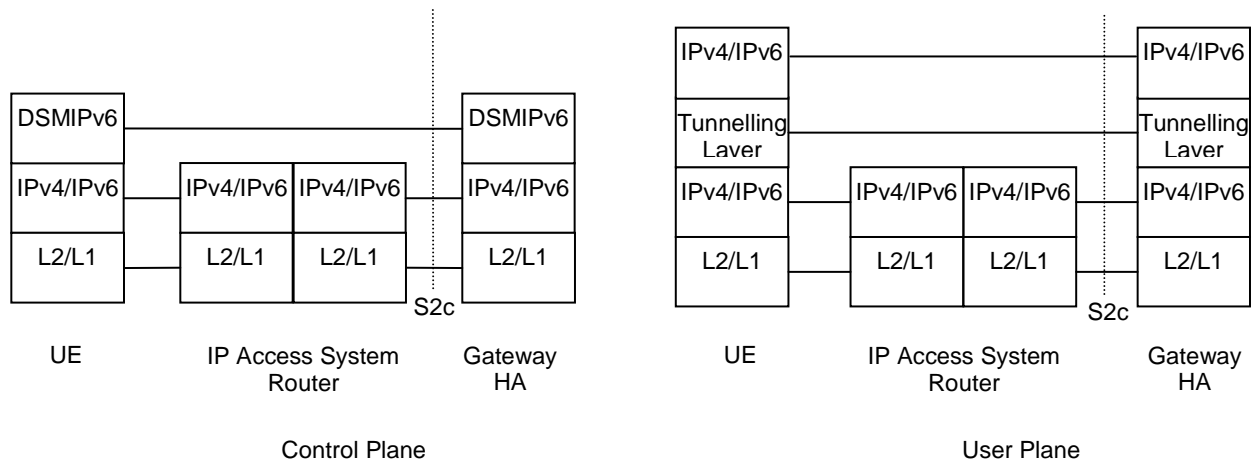 DSMIPv6
DSMIPv6
IPv4/IPv6
IPv4/IPv6
IPv4/IPv6
IPv4/IPv6
L2/L1
L2/L1
L2/L1
L2/L1
S2c
UE
IP Access System
Router
Gateway
HA
Control Plane
IPv4/IPv6
IPv4/IPv6
Tunnelling
Layer
Tunnelling
Layer
IPv4/IPv6
IPv4/IPv6
IPv4/IPv6
IPv4/IPv6
L2/L1
L2/L1
L2/L1
L2/L1
S2c
UE
IP Access System
Router
Gateway
HA
User Plane